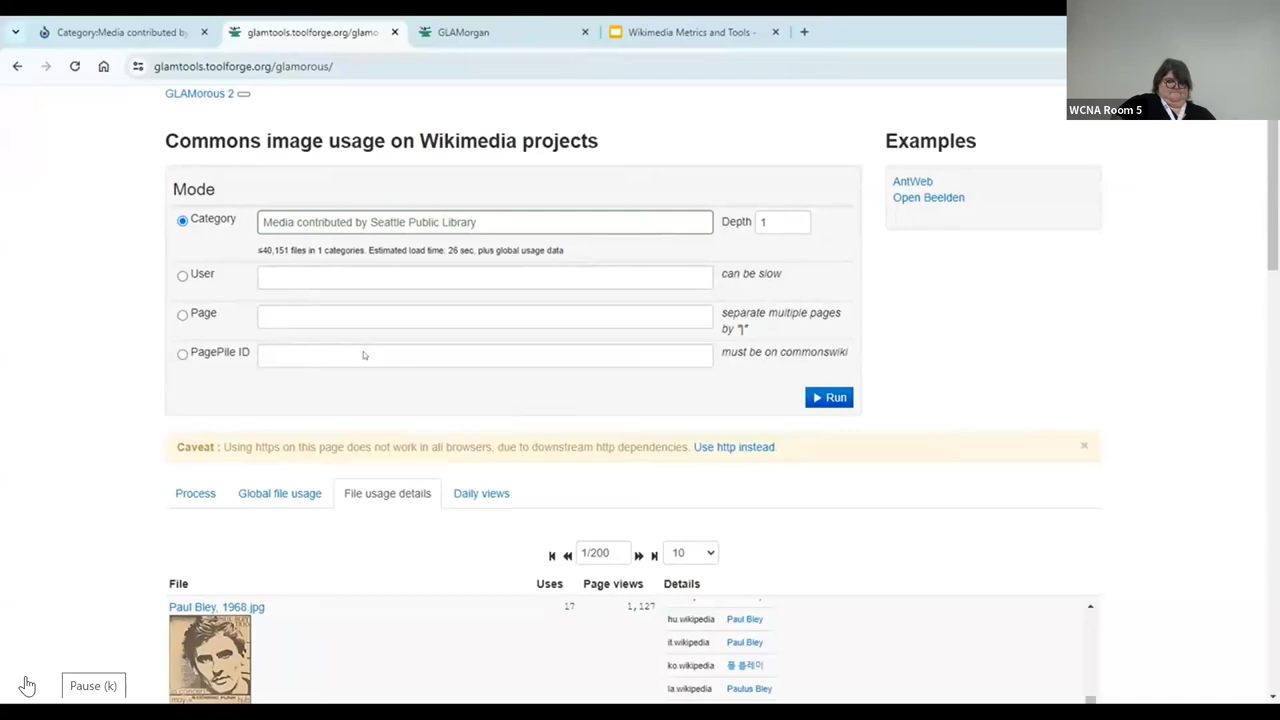 Category:Media contributed by
glamtools.toolforge.org/glamo
GLAMorgan
Wikimedia Metrics and Tools -
glamtools.toolforge.org/glamorous/
WCNA Room 5
GLAMorous 2
Commons image usage on Wikimedia projects
Examples
AntWeb
Open Beelden
Mode
Category
Media contributed by Seattle Public Library
Depth
1
≤40,151 files in 1 categories. Estimated load time: 26 sec, plus global usage data
User
can be slow
Page
separate multiple pages
by "|"
PagePile ID
must be on commonswiki
Run
Caveat : Using https on this page does not work in all browsers, due to downstream http dependencies. Use http instead
×
Process
Global file usage
File usage details
Daily views
1/200
10
File
Uses
Page views
Details
Paul Bley, 1968.jpg
17
1,127
hu.wikipedia Paul Bley
it.wikipedia Paul Bley
ko.wikipedia 폴 블레이
la.wikipedia Paulus Bley
Pause (k)